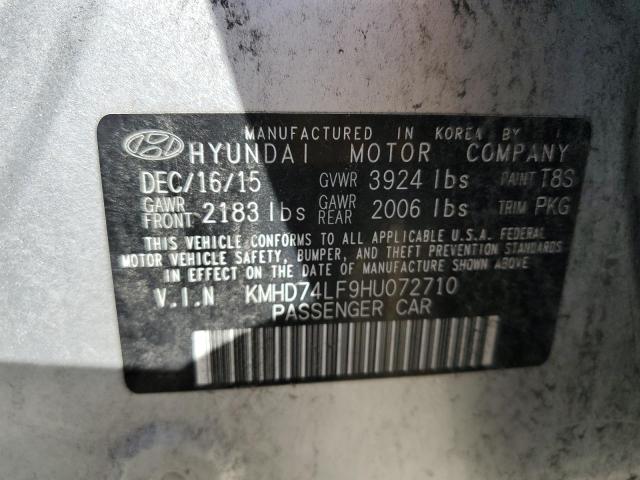 MANUFACTURED IN KOREA BY
HYUNDAI MOTOR COMPANY
DEC/16/15 GVWR 3924 lbs PAINT T8S
GAWR FRONT 2183 lbs GAWR REAR 2006 lbs TRIM PKG
THIS VEHICLE CONFORMS TO ALL APPLICABLE U.S.A. FEDERAL
MOTOR VEHICLE SAFETY, BUMPER, AND THEFT PREVENTION STANDARDS
IN EFFECT ON THE DATE OF MANUFACTURE SHOWN ABOVE.
V.I.N KMHD74LF9HU072710
PASSENGER CAR